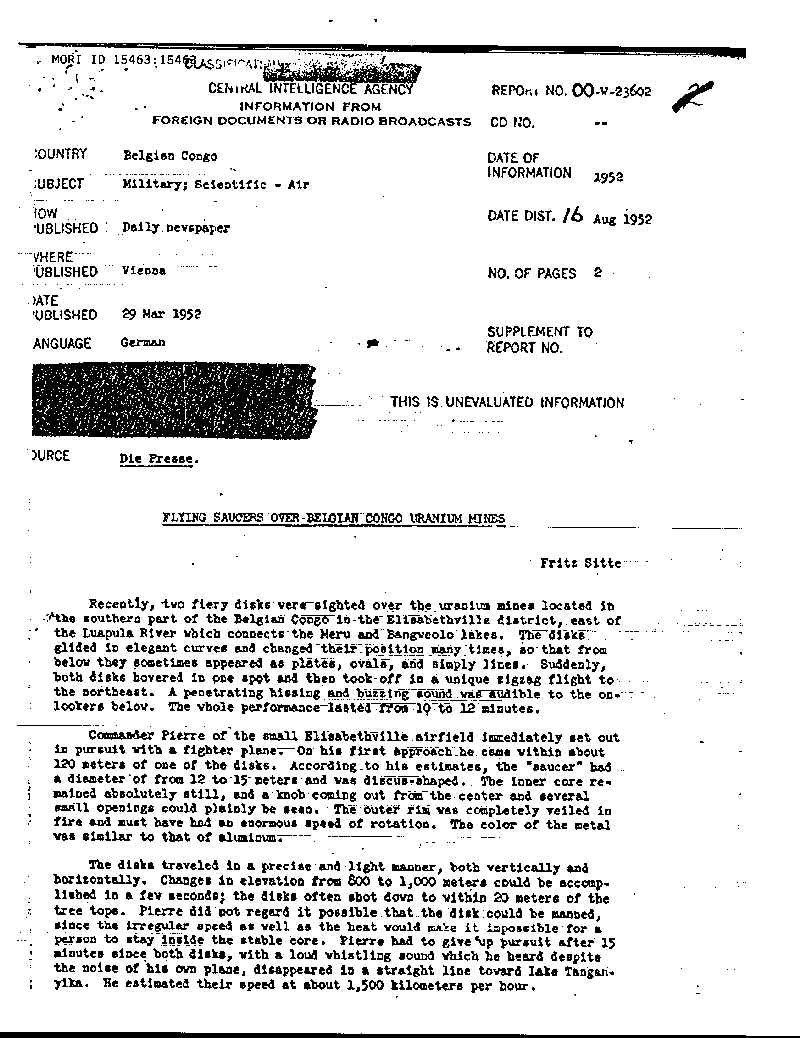 MORI ID 15463:15463
CLASSIFICATION
CENTRAL INTELLIGENCE AGENCY
REPORT NO. 00-W-23602
INFORMATION FROM
FOREIGN DOCUMENTS OR RADIO BROADCASTS
CD NO. --
2
OUNTRY Belgian Congo
DATE OF
INFORMATION 1952
UBJECT Military; Scientific - Air
HOW
UBLISHED Daily newspaper
DATE DIST. 16 Aug 1952
WHERE
UBLISHED Vienna
NO. OF PAGES 2
DATE
UBLISHED 29 Mar 1952
SUPPLEMENT TO
REPORT NO.
ANGUAGE German
THIS IS UNEVALUATED INFORMATION
OURCE Die Presse.
FLYING SAUCERS OVER BELGIAN CONGO URANIUM MINES
Fritz Sitte
Recently, two fiery disks were sighted over the uranium mines located in
the southern part of the Belgian Congo in the Elisabethville district, east of
the Luapula River which connects the Meru and Bangweolo lakes. The disks
glided in elegant curves and changed their position many times, so that from
below they sometimes appeared as plates, ovals, and simply lines. Suddenly,
both disks hovered in one spot and then took off in a unique zigzag flight to
the northeast. A penetrating hissing and buzzing sound was audible to the on-
lookers below. The whole performance lasted from 10 to 12 minutes.
Commander Pierre of the small Elisabethville airfield immediately set out
in pursuit with a fighter plane. On his first approach he came within about
120 meters of one of the disks. According to his estimates, the "saucer" had
a diameter of from 12 to 15 meters and was discus-shaped. The inner core re-
mained absolutely still, and a knob coming out from the center and several
small openings could plainly be seen. The outer rim was completely veiled in
fire and must have had an enormous speed of rotation. The color of the metal
was similar to that of aluminum.
The disks traveled in a precise and light manner, both vertically and
horizontally. Changes in elevation from 800 to 1,000 meters could be accomp-
lished in a few seconds; the disks often shot down to within 20 meters of the
tree tops. Pierre did not regard it possible that the disk could be manned,
since the irregular speed as well as the heat would make it impossible for a
person to stay inside the stable core. Pierre had to give up pursuit after 15
minutes since both disks, with a loud whistling sound which he heard despite
the noise of his own plane, disappeared in a straight line toward Lake Tangan-
yika. He estimated their speed at about 1,500 kilometers per hour.